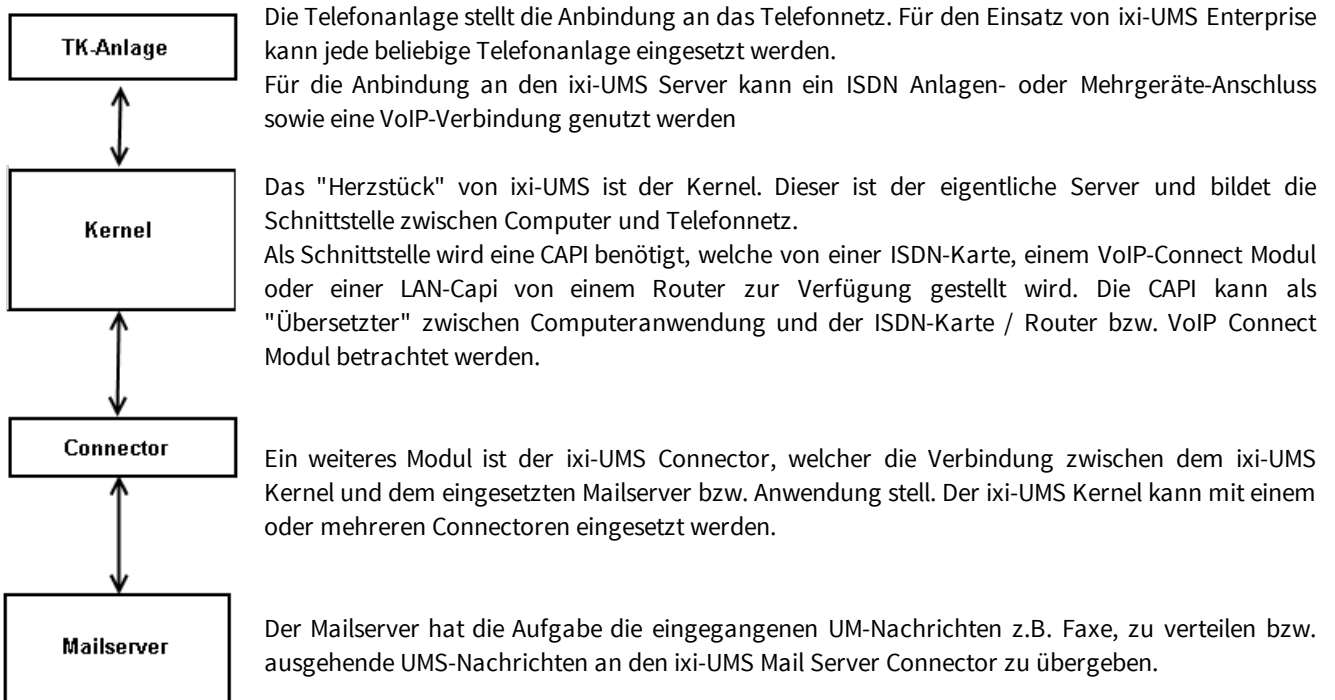 TK-Anlage
Die Telefonanlage stellt die Anbindung an das Telefonnetz. Für den Einsatz von ixi-UMS Enterprise
kann jede beliebige Telefonanlage eingesetzt werden.
Für die Anbindung an den ixi-UMS Server kann ein ISDN Anlagen- oder Mehrgeräte-Anschluss
sowie eine VoIP-Verbindung genutzt werden
Kernel
Das "Herzstück" von ixi-UMS ist der Kernel. Dieser ist der eigentliche Server und bildet die
Schnittstelle zwischen Computer und Telefonnetz.
Als Schnittstelle wird eine CAPI benötigt, welche von einer ISDN-Karte, einem VoIP-Connect Modul
oder einer LAN-Capi von einem Router zur Verfügung gestellt wird. Die CAPI kann als
"Übersetzter" zwischen Computeranwendung und der ISDN-Karte / Router bzw. VoIP Connect
Modul betrachtet werden.
Connector
Ein weiteres Modul ist der ixi-UMS Connector, welcher die Verbindung zwischen dem ixi-UMS
Kernel und dem eingesetzten Mailserver bzw. Anwendung stell. Der ixi-UMS Kernel kann mit einem
oder mehreren Connectoren eingesetzt werden.
Mailserver
Der Mailserver hat die Aufgabe die eingegangenen UM-Nachrichten z.B. Faxe, zu verteilen bzw.
ausgehende UMS-Nachrichten an den ixi-UMS Mail Server Connector zu übergeben.